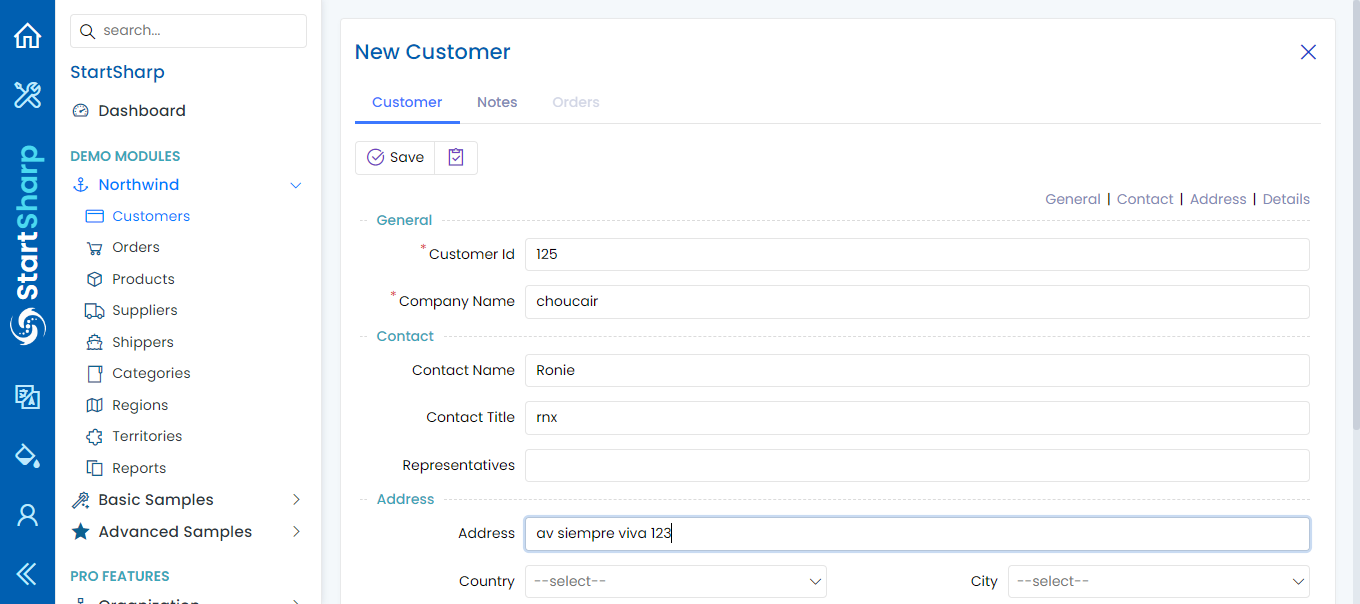 search...
StartSharp
Dashboard
DEMO MODULES
Northwind
Customers
Orders
Products
Suppliers
Shippers
Categories
Regions
Territories
Reports
Basic Samples
Advanced Samples
PRO FEATURES
Organization
StartSharp
New Customer
Customer Notes Orders
Save
General | Contact | Address | Details
General
* Customer Id 125
* Company Name choucair
Contact
Contact Name Ronie
Contact Title rnx
Representatives
Address
Address av siempre viva 123
Country --select-- City --select--